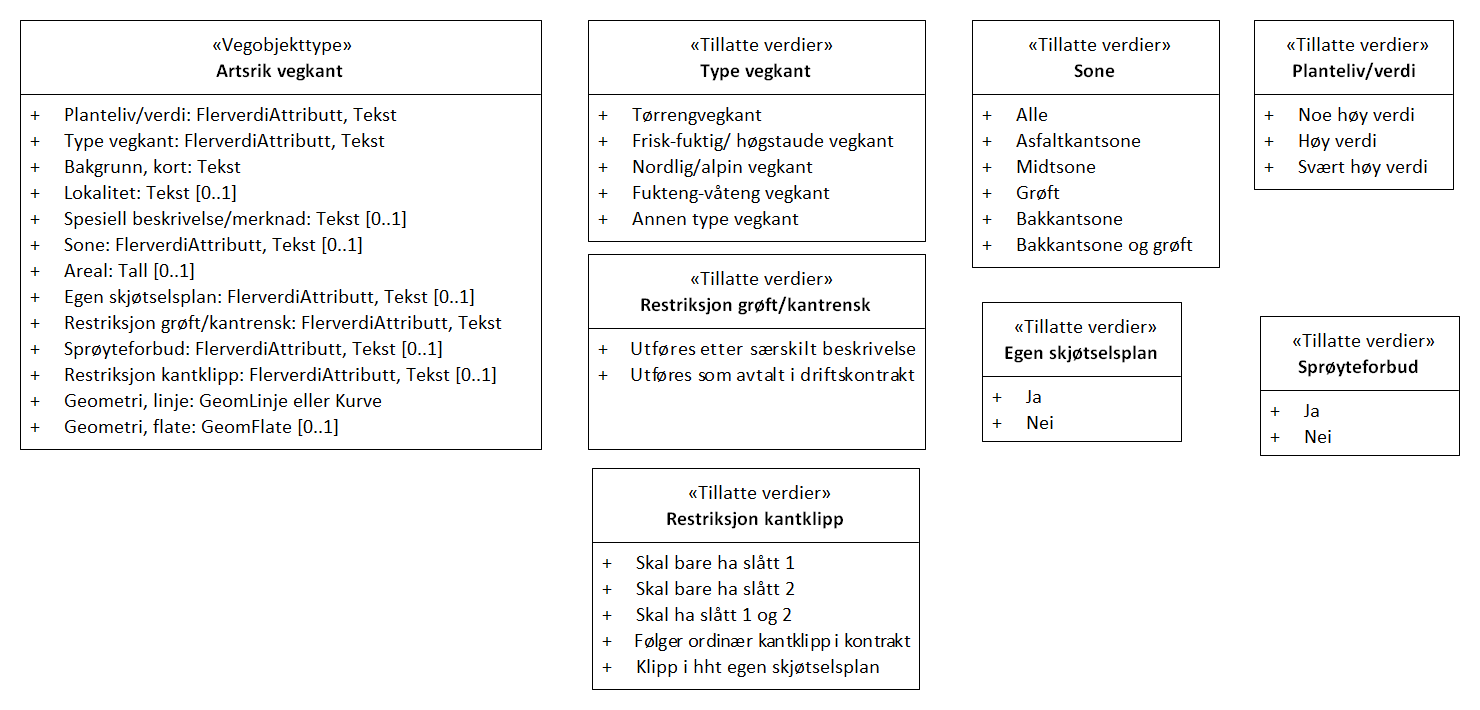 «Vegobjekttype»
Artsrik vegkant
+ Planteliv/verdi: FlerverdiAttributt, Tekst
+ Type vegkant: FlerverdiAttributt, Tekst
+ Bakgrunn, kort: Tekst
+ Lokalitet: Tekst [0..1]
+ Spesiell beskrivelse/merknad: Tekst [0..1]
+ Sone: FlerverdiAttributt, Tekst [0..1]
+ Areal: Tall [0..1]
+ Egen skjøtselsplan: FlerverdiAttributt, Tekst [0..1]
+ Restriksjon grøft/kantrensk: FlerverdiAttributt, Tekst
+ Sprøyteforbud: FlerverdiAttributt, Tekst [0..1]
+ Restriksjon kantklipp: FlerverdiAttributt, Tekst [0..1]
+ Geometri, linje: GeomLinje eller Kurve
+ Geometri, flate: GeomFlate [0..1]
«Tillatte verdier»
Type vegkant
+ Tørrengvegkant
+ Frisk-fuktig/ høgstaude vegkant
+ Nordlig/alpin vegkant
+ Fukteng-våteng vegkant
+ Annen type vegkant
«Tillatte verdier»
Restriksjon grøft/kantrensk
+ Utføres etter særskilt beskrivelse
+ Utføres som avtalt i driftskontrakt
«Tillatte verdier»
Restriksjon kantklipp
+ Skal bare ha slått 1
+ Skal bare ha slått 2
+ Skal ha slått 1 og 2
+ Følger ordinær kantklipp i kontrakt
+ Klipp i hht egen skjøtselsplan
«Tillatte verdier»
Sone
+ Alle
+ Asfaltkantsone
+ Midtsone
+ Grøft
+ Bakkantsone
+ Bakkantsone og grøft
«Tillatte verdier»
Egen skjøtselsplan
+ Ja
+ Nei
«Tillatte verdier»
Planteliv/verdi
+ Noe høy verdi
+ Høy verdi
+ Svært høy verdi
«Tillatte verdier»
Sprøyteforbud
+ Ja
+ Nei